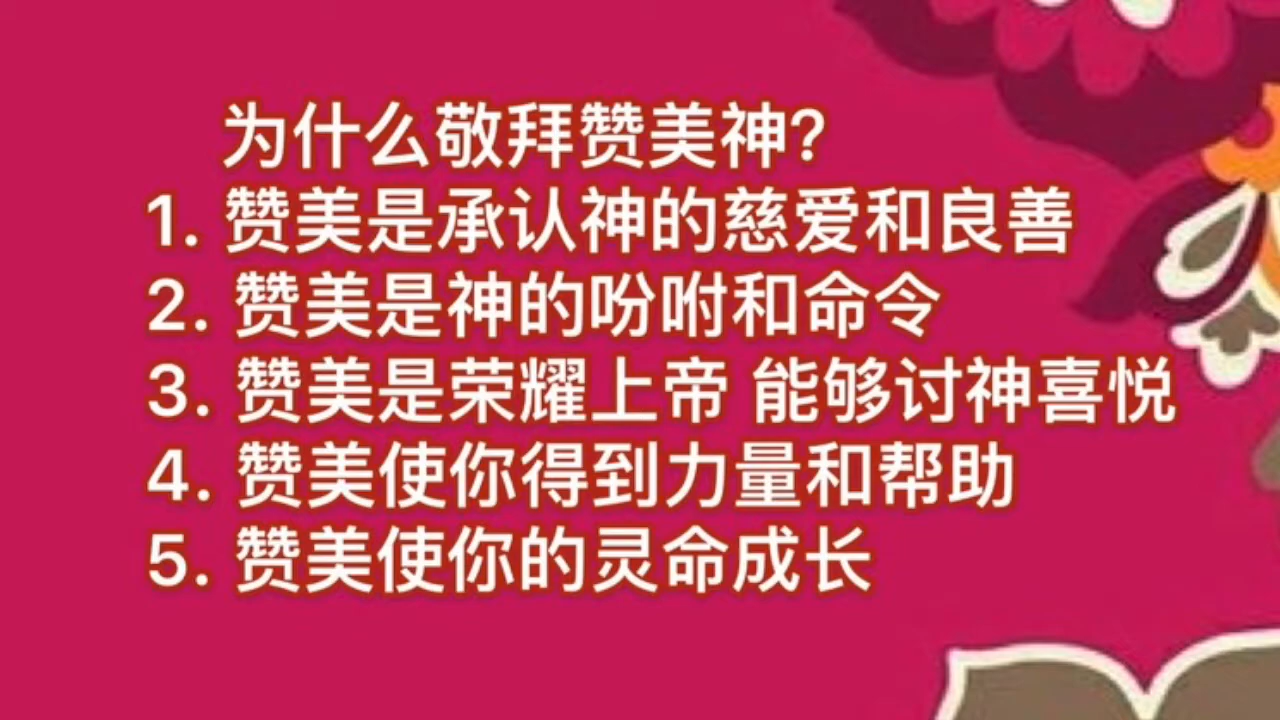 为什么敬拜赞美神?
1. 赞美是承认神的慈爱和良善
2. 赞美是神的吩咐和命令
3. 赞美是荣耀上帝 能够讨神喜悦
4. 赞美使你得到力量和帮助
5. 赞美使你的灵命成长